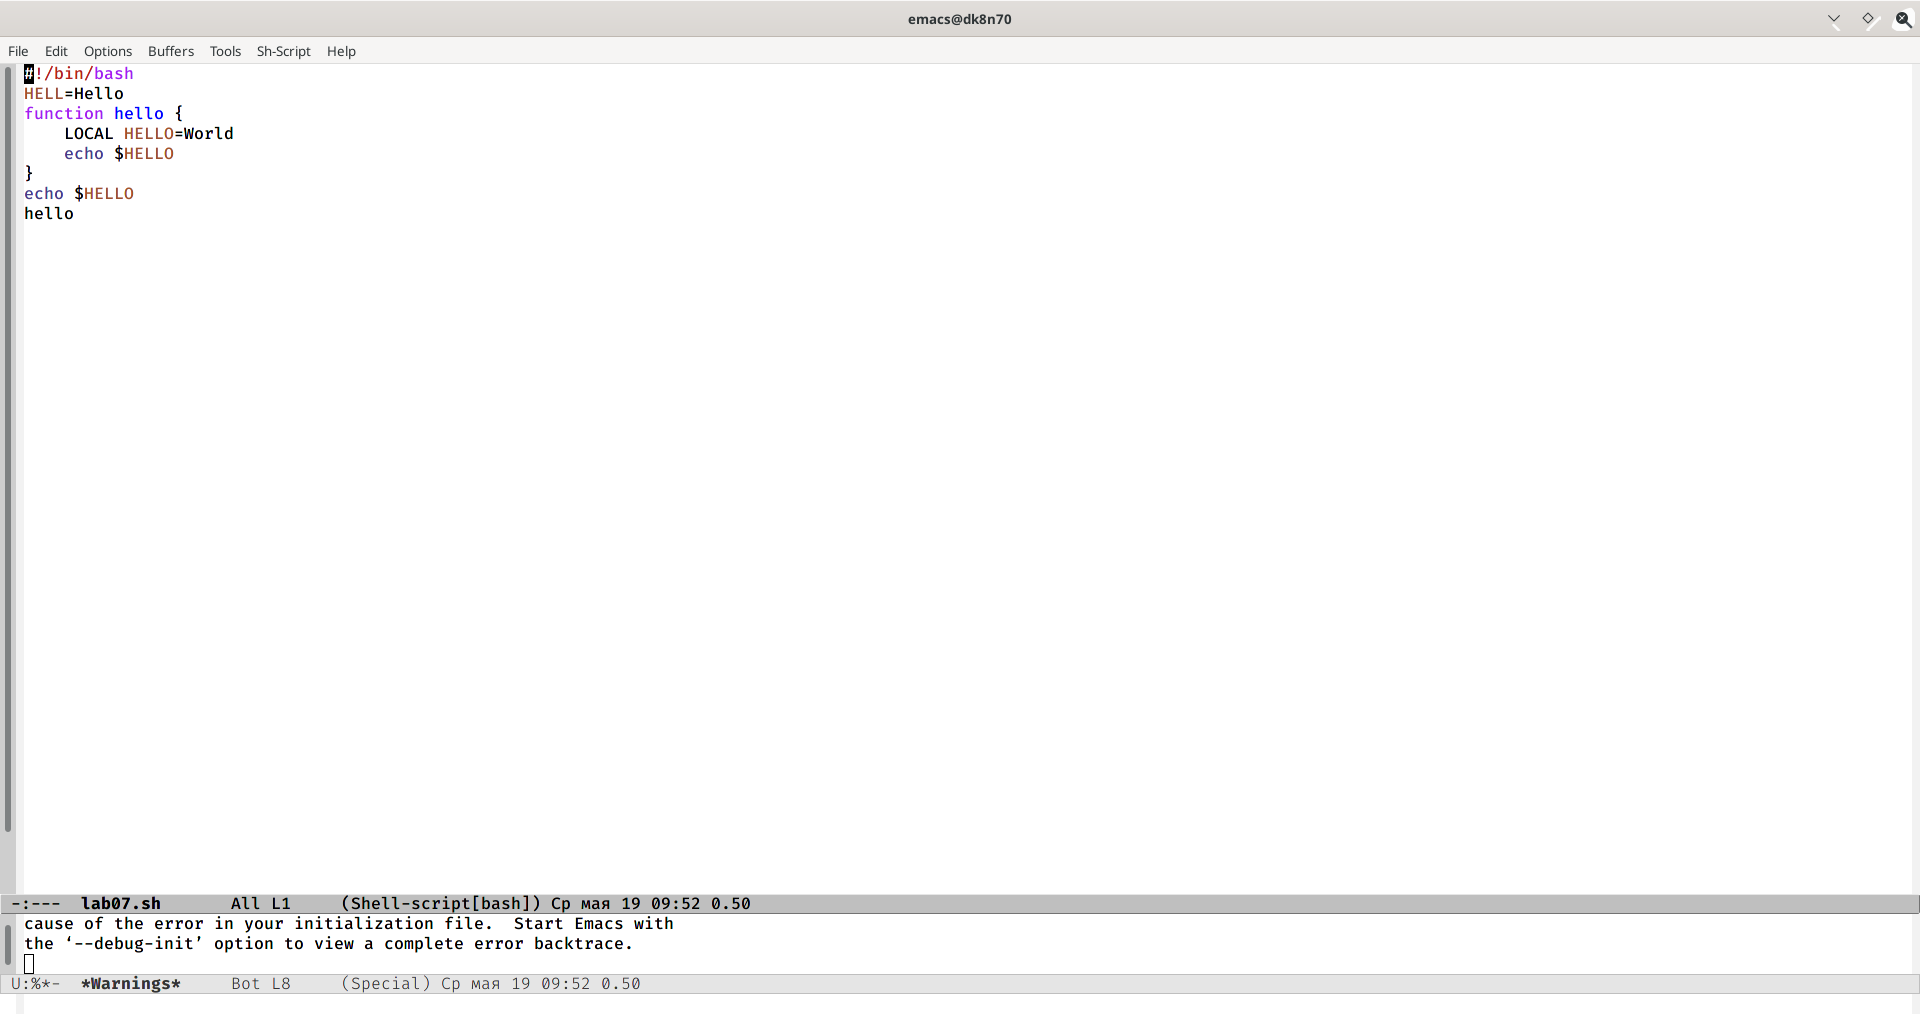 emacs@dk8n70
File Edit Options Buffers Tools Sh-Script Help
#!/bin/bash
HELL=Hello
function hello {
    LOCAL HELLO=World
    echo $HELLO
}
echo $HELLO
hello
-:---  lab07.sh       All L1     (Shell-script[bash]) Ср мая 19 09:52 0.50
cause of the error in your initialization file.  Start Emacs with
the ‘--debug-init’ option to view a complete error backtrace.
U:%*-  *Warnings*     Bot L8     (Special) Ср мая 19 09:52 0.50